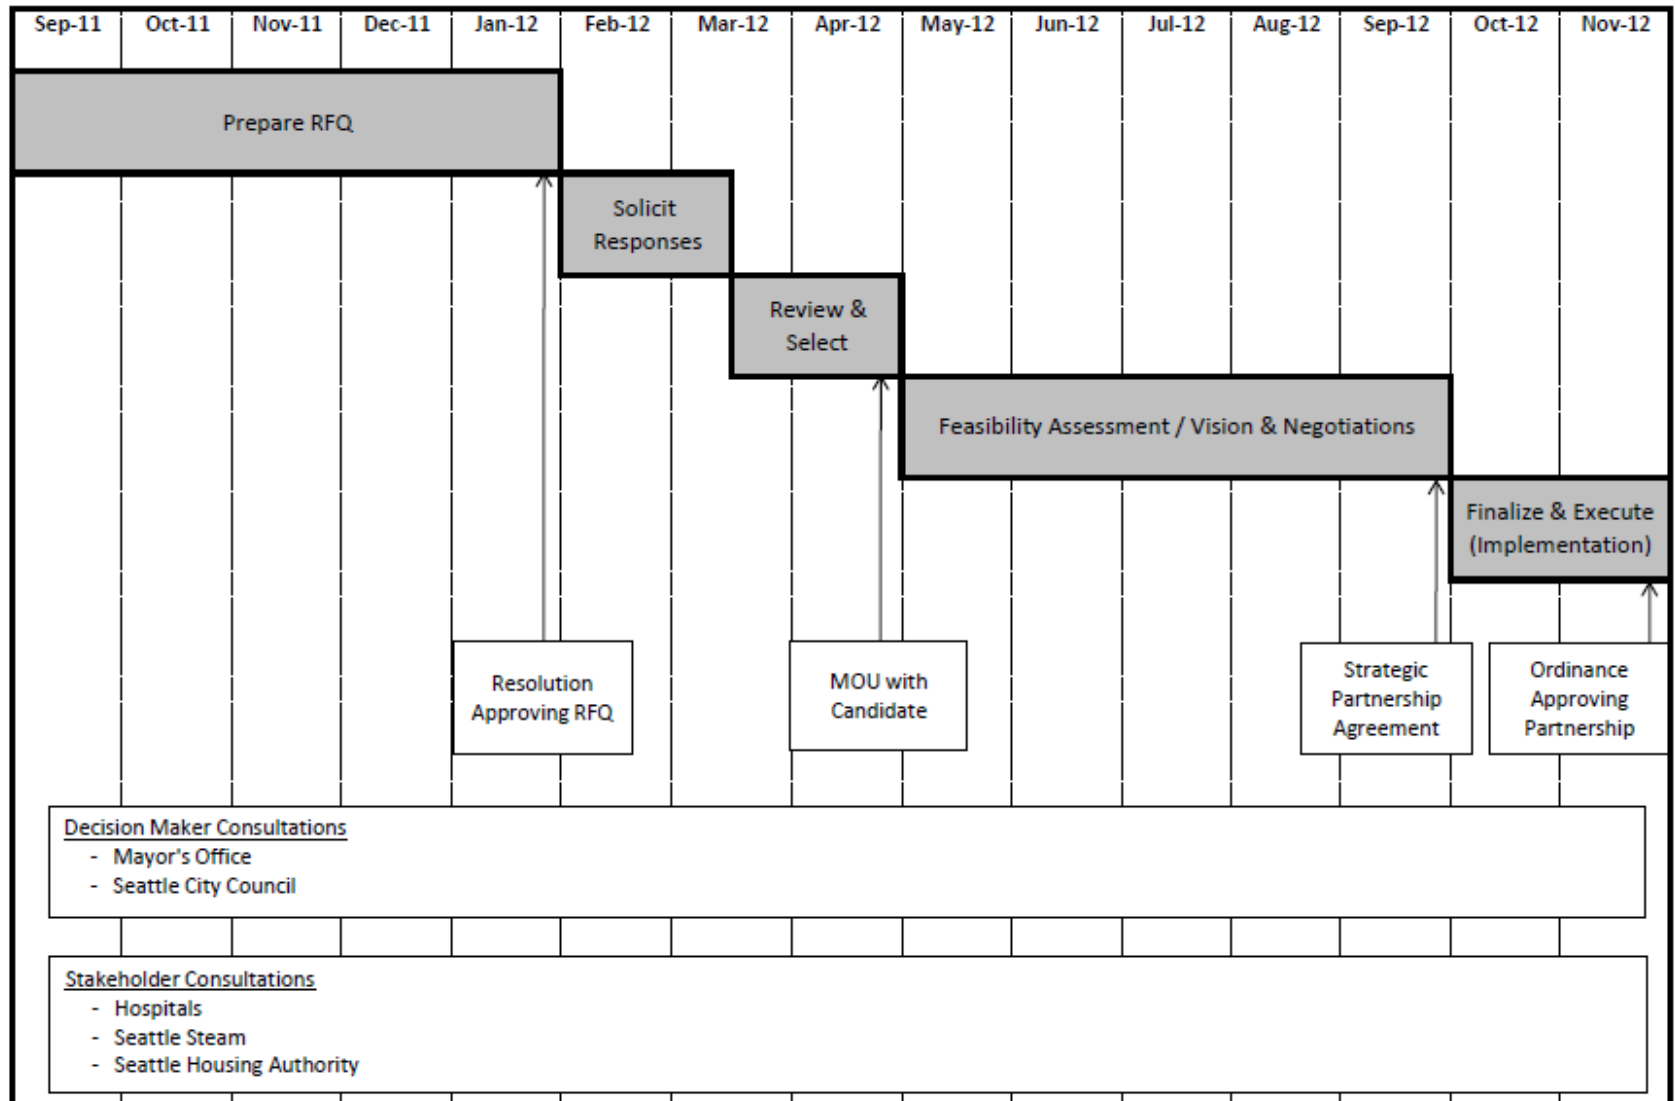 Sep-11 Oct-11 Nov-11 Dec-11 Jan-12 Feb-12 Mar-12 Apr-12 May-12 Jun-12 Jul-12 Aug-12 Sep-12 Oct-12 Nov-12
Prepare RFQ
Solicit
Responses
Review &
Select
Feasibility Assessment / Vision & Negotiations
Finalize & Execute
(Implementation)
Resolution
Approving RFQ
MOU with
Candidate
Strategic
Partnership
Agreement
Ordinance
Approving
Partnership
Decision Maker Consultations
- Mayor's Office
- Seattle City Council
Stakeholder Consultations
- Hospitals
- Seattle Steam
- Seattle Housing Authority